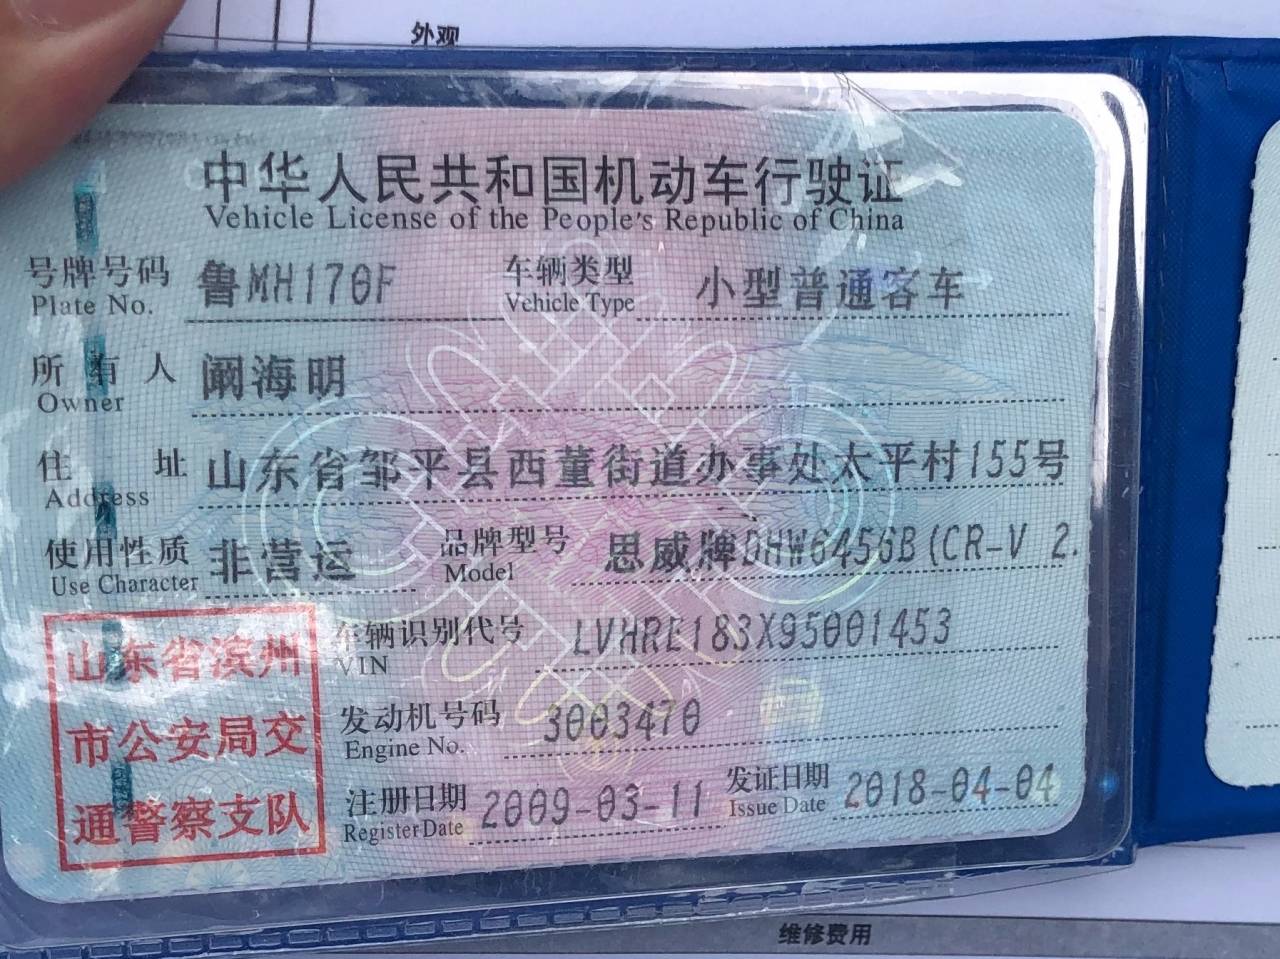 外观
中华人民共和国机动车行驶证
Vehicle License of the People's Republic of China
号牌号码 鲁MH170F 车辆类型 小型普通客车
Plate No. Vehicle Type
所有人 阚海明
Owner
住址 山东省邹平县西董街道办事处太平村155号
Address
使用性质 非营运 品牌型号 思威牌DHW6456B(CR-V 2.
Use Character Model
山东省滨州 车辆识别代号 LVHRE183X95001453
VIN
市公安局交 发动机号码 3003470
Engine No.
通警察支队 注册日期 2009-03-11 发证日期 2018-04-04
Register Date Issue Date
维修费用